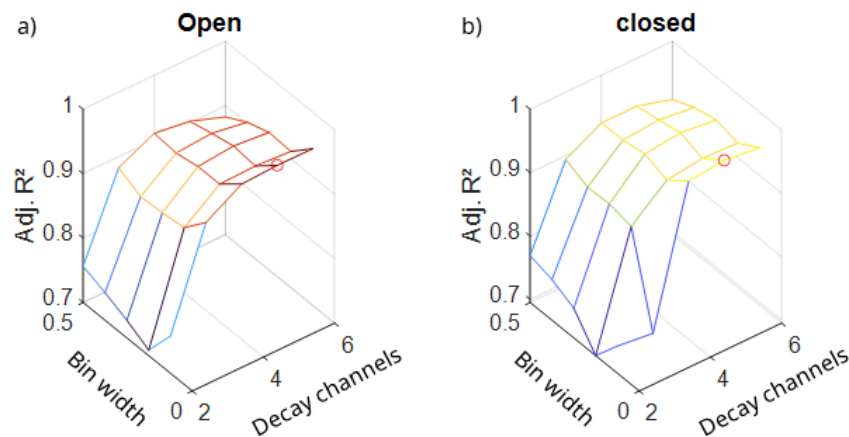 a)
Open
Adj. R²
1
0.9
0.8
0.7
0.5
Bin width
0
2
4
6
Decay channels
b)
closed
Adj. R²
1
0.9
0.8
0.7
0.5
Bin width
0
2
4
6
Decay channels